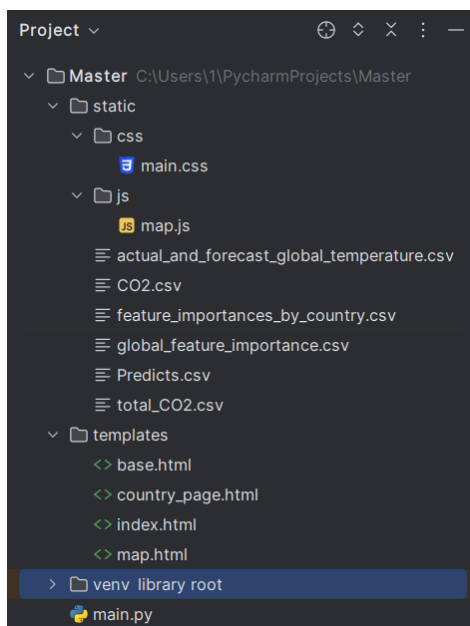 Project
Master C:\Users\1\PycharmProjects\Master
static
css
main.css
js
JS map.js
actual_and_forecast_global_temperature.csv
CO2.csv
feature_importances_by_country.csv
global_feature_importance.csv
Predicts.csv
total_CO2.csv
templates
<> base.html
<> country_page.html
<> index.html
<> map.html
venv library root
main.py